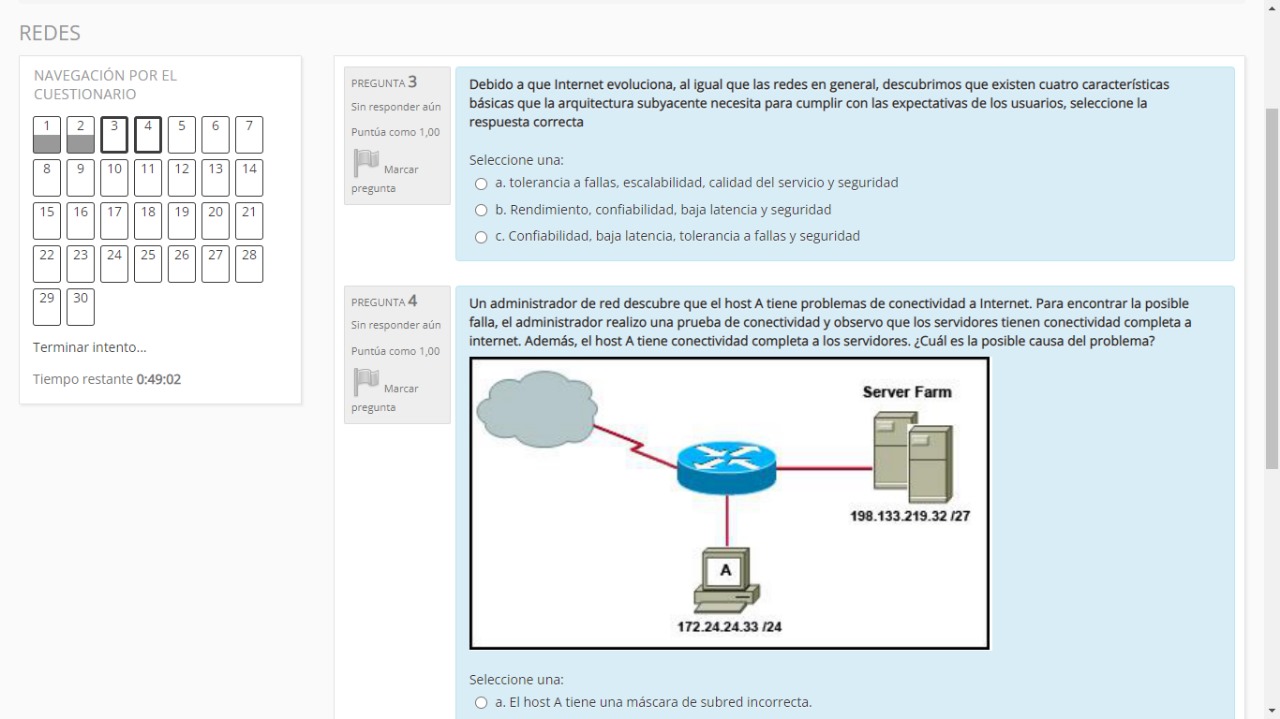 REDES
NAVEGACIÓN POR EL
CUESTIONARIO
1 2 3 4 5 6 7
8 9 10 11 12 13 14
15 16 17 18 19 20 21
22 23 24 25 26 27 28
29 30
Terminar intento...
Tiempo restante 0:49:02
PREGUNTA 3
Sin responder aún
Puntúa como 1,00
Marcar
pregunta
Debido a que Internet evoluciona, al igual que las redes en general, descubrimos que existen cuatro características
básicas que la arquitectura subyacente necesita para cumplir con las expectativas de los usuarios, seleccione la
respuesta correcta
Seleccione una:
a. tolerancia a fallas, escalabilidad, calidad del servicio y seguridad
b. Rendimiento, confiabilidad, baja latencia y seguridad
c. Confiabilidad, baja latencia, tolerancia a fallas y seguridad
PREGUNTA 4
Sin responder aún
Puntúa como 1,00
Marcar
pregunta
Un administrador de red descubre que el host A tiene problemas de conectividad a Internet. Para encontrar la posible
falla, el administrador realizo una prueba de conectividad y observo que los servidores tienen conectividad completa a
internet. Además, el host A tiene conectividad completa a los servidores. ¿Cuál es la posible causa del problema?
Server Farm
198.133.219.32 /27
A
172.24.24.33 /24
Seleccione una:
a. El host A tiene una máscara de subred incorrecta.